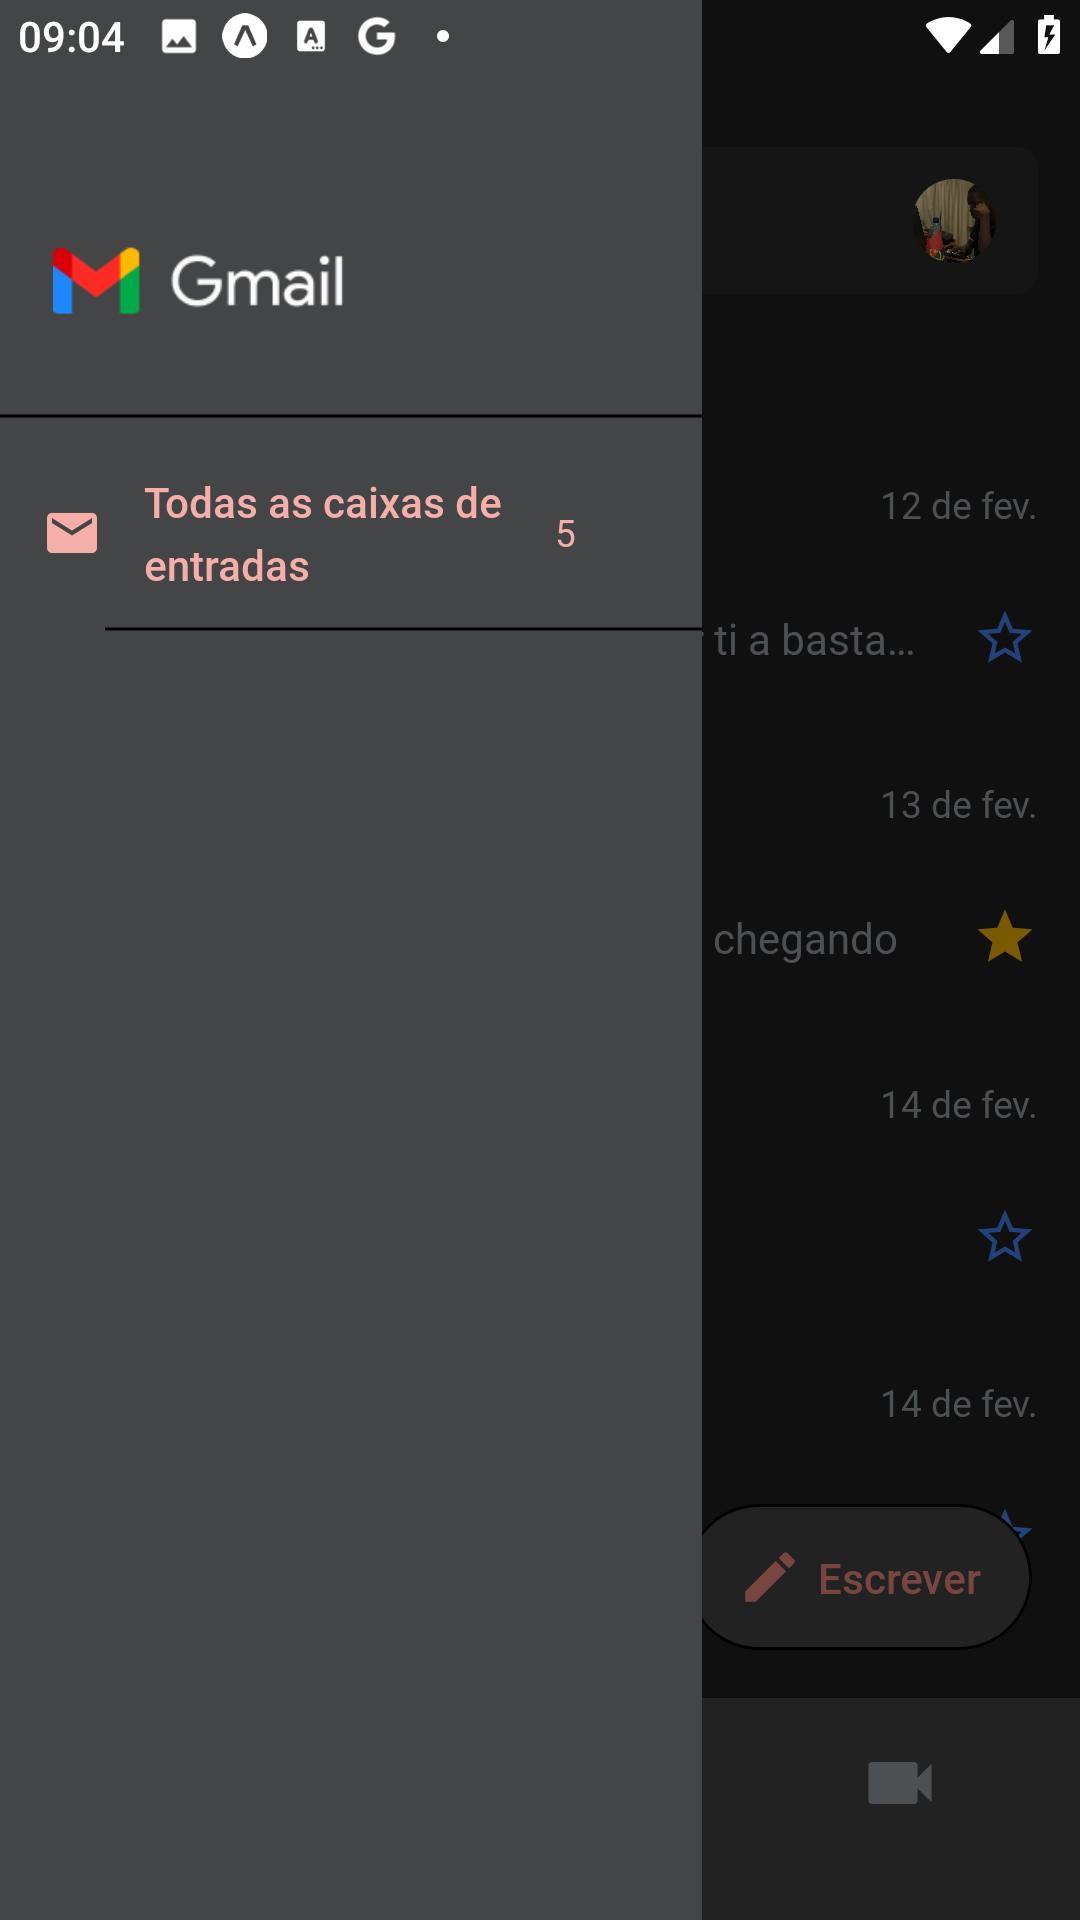 09:04
Gmail
12 de fev.
Todas as caixas de
entradas
5
ti a basta...
13 de fev.
chegando
14 de fev.
14 de fev.
Escrever